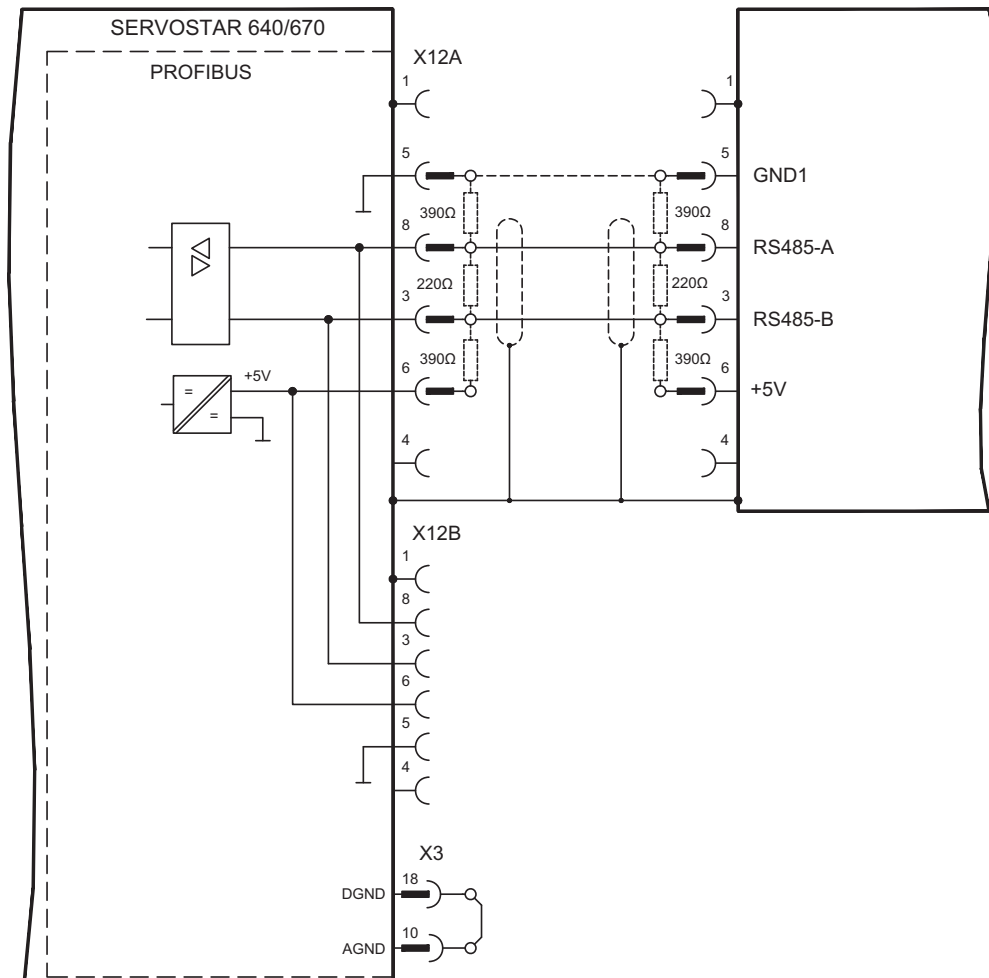 SERVOSTAR 640/670
PROFIBUS
X12A
1
1
5
5
GND1
390Ω
390Ω
8
8
RS485-A
220Ω
220Ω
3
3
RS485-B
390Ω
390Ω
6
6
+5V
+5V
=
=
4
4
X12B
1
8
3
6
5
4
X3
18
DGND
10
AGND